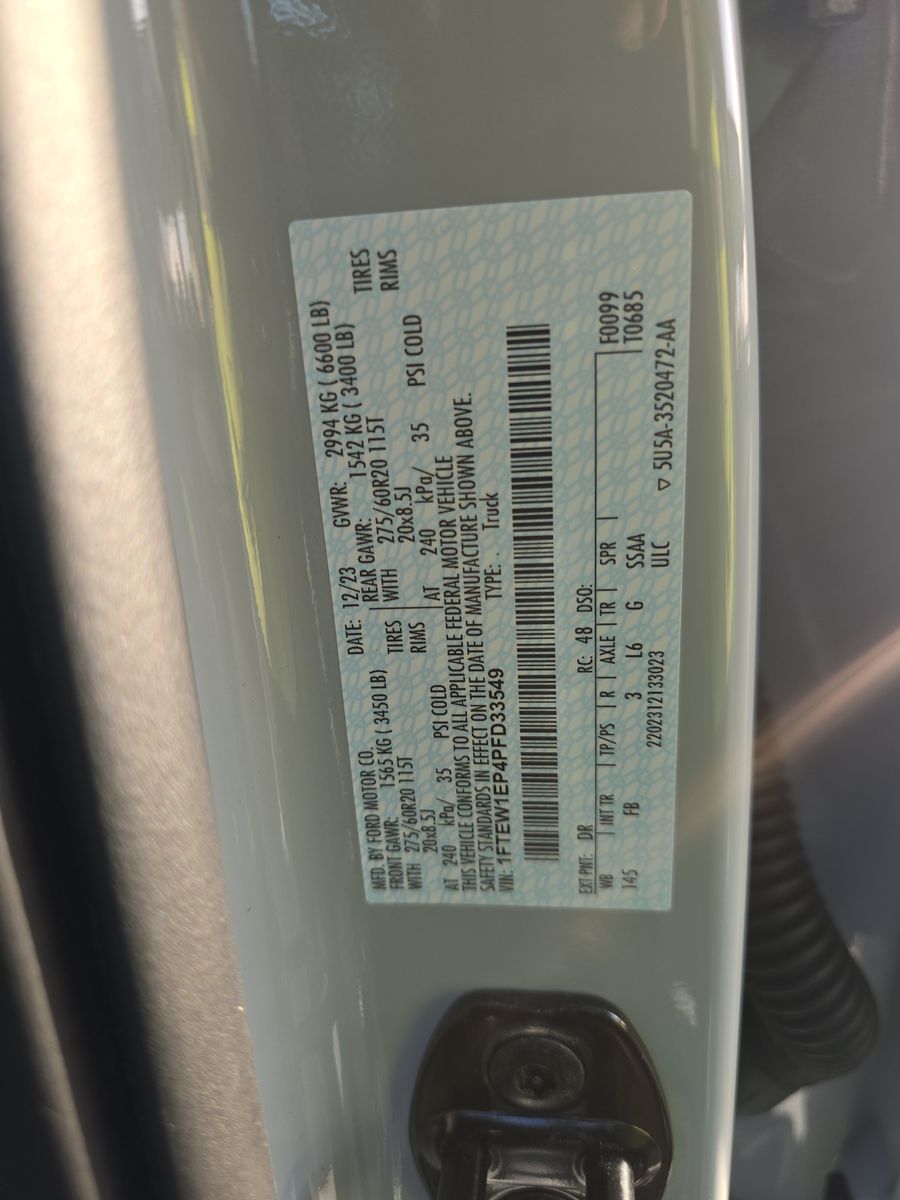 MFD. BY FORD MOTOR CO. DATE: 12/23 GVWR: 2994 KG ( 6600 LB)
FRONT GAWR: 1565 KG ( 3450 LB) REAR GAWR: 1542 KG ( 3400 LB)
WITH 275/60R20 115T TIRES WITH 275/60R20 115T TIRES
20x8.5J RIMS 20x8.5J RIMS
AT 240 kPa/ 35 PSI COLD AT 240 kPa/ 35 PSI COLD
THIS VEHICLE CONFORMS TO ALL APPLICABLE FEDERAL MOTOR VEHICLE
SAFETY STANDARDS IN EFFECT ON THE DATE OF MANUFACTURE SHOWN ABOVE.
VIN: 1FTEW1EP4PFD33549 TYPE: . Truck
EXT PNT: DR RC: 48 DSO: F0099
WB INT TR TP/PS R AXLE TR SPR T0685
145 FB 3 L6 G SSAA ▽ 5U5A-3520472-AA
2202312133023 ULC